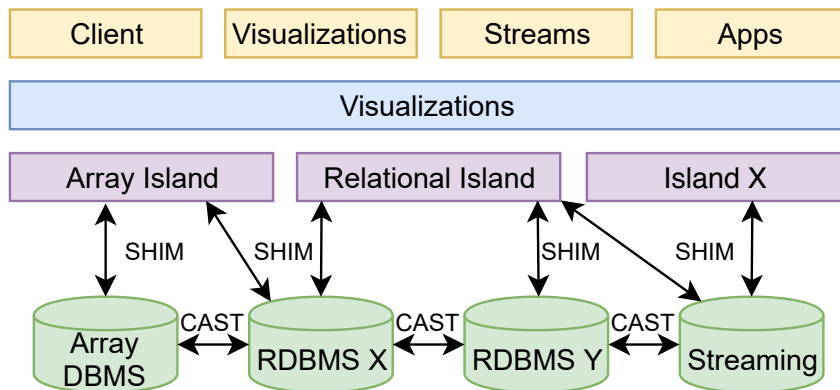 Client
Visualizations
Streams
Apps
Visualizations
Array Island
Relational Island
Island X
SHIM
SHIM
SHIM
SHIM
CAST
CAST
CAST
Array
DBMS
RDBMS X
RDBMS Y
Streaming